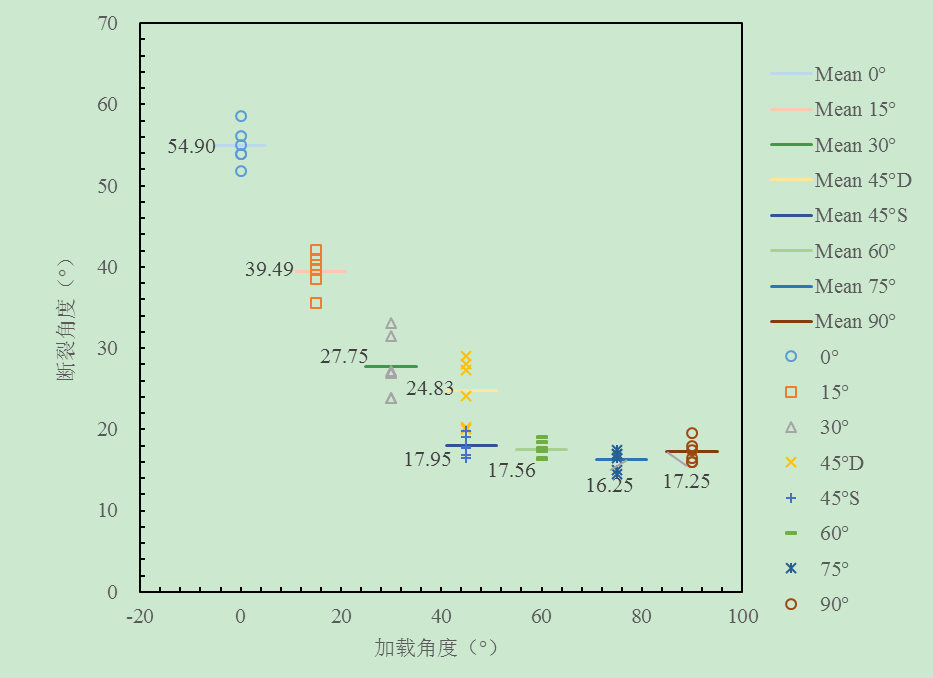 70
60
50
40
30
20
10
0
断裂角度（°）
-20
0
20
40
60
80
100
加载角度（°）
54.90
39.49
27.75
24.83
17.95
17.56
16.25
17.25
Mean 0°
Mean 15°
Mean 30°
Mean 45°D
Mean 45°S
Mean 60°
Mean 75°
Mean 90°
0°
15°
30°
45°D
45°S
60°
75°
90°